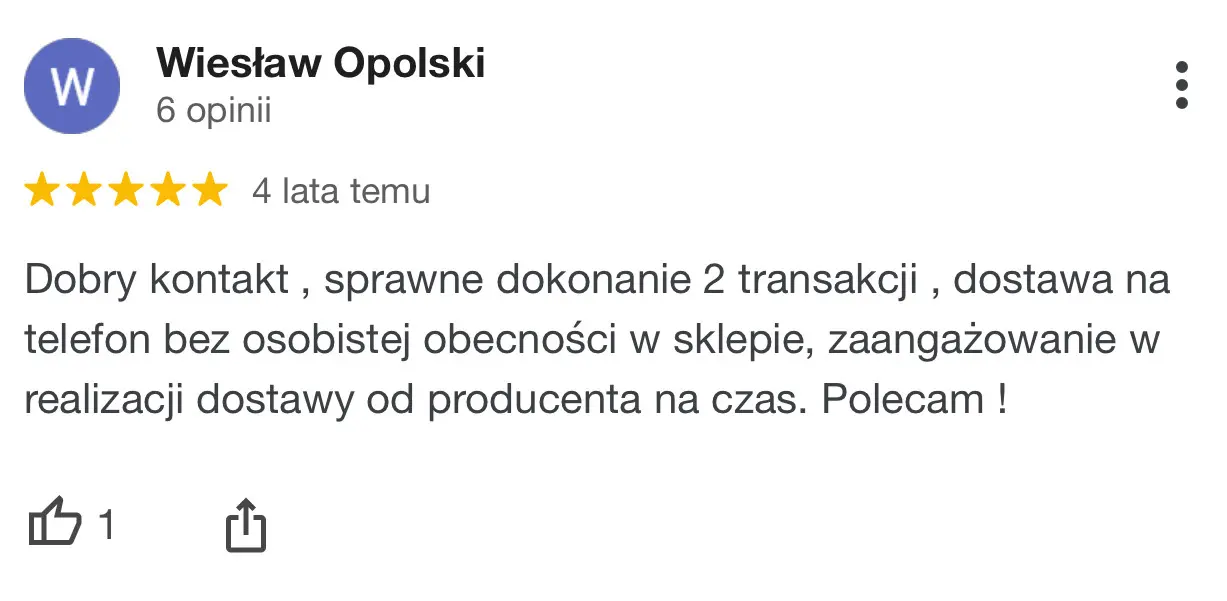 W
Wiesław Opolski
6 opinii
4 lata temu
Dobry kontakt , sprawne dokonanie 2 transakcji , dostawa na
telefon bez osobistej obecności w sklepie, zaangażowanie w
realizacji dostawy od producenta na czas. Polecam !
1